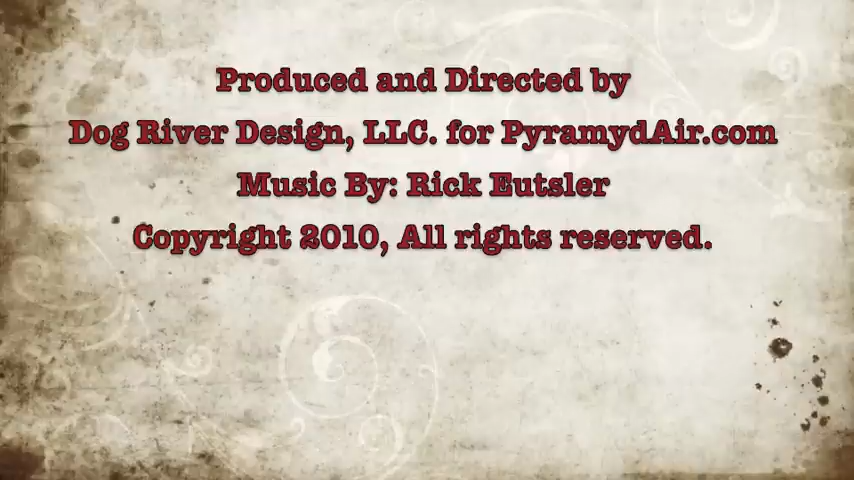 Produced and Directed by
Dog River Design, LLC. for PyramydAir.com
Music By: Rick Eutsler
Copyright 2010, All rights reserved.